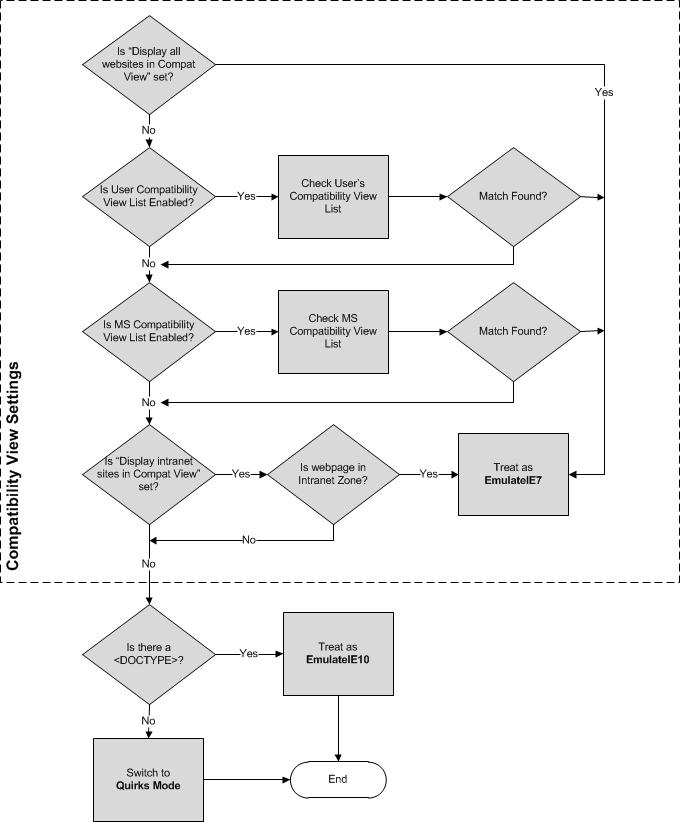 Is “Display all
websites in Compat
View” set?
Yes
No
Is User Compatibility
View List Enabled?
Yes
Check User’s
Compatibility View
List
Match Found?
No
Is MS Compatibility
View List Enabled?
Yes
Check MS
Compatibility View
List
Match Found?
No
Is “Display intranet
sites in Compat View”
set?
Yes
Is webpage in
Intranet Zone?
Yes
Treat as
EmulateIE7
No
No
Compatibility View Settings
Is there a
<DOCTYPE>?
Yes
Treat as
EmulateIE10
No
Switch to
Quirks Mode
End